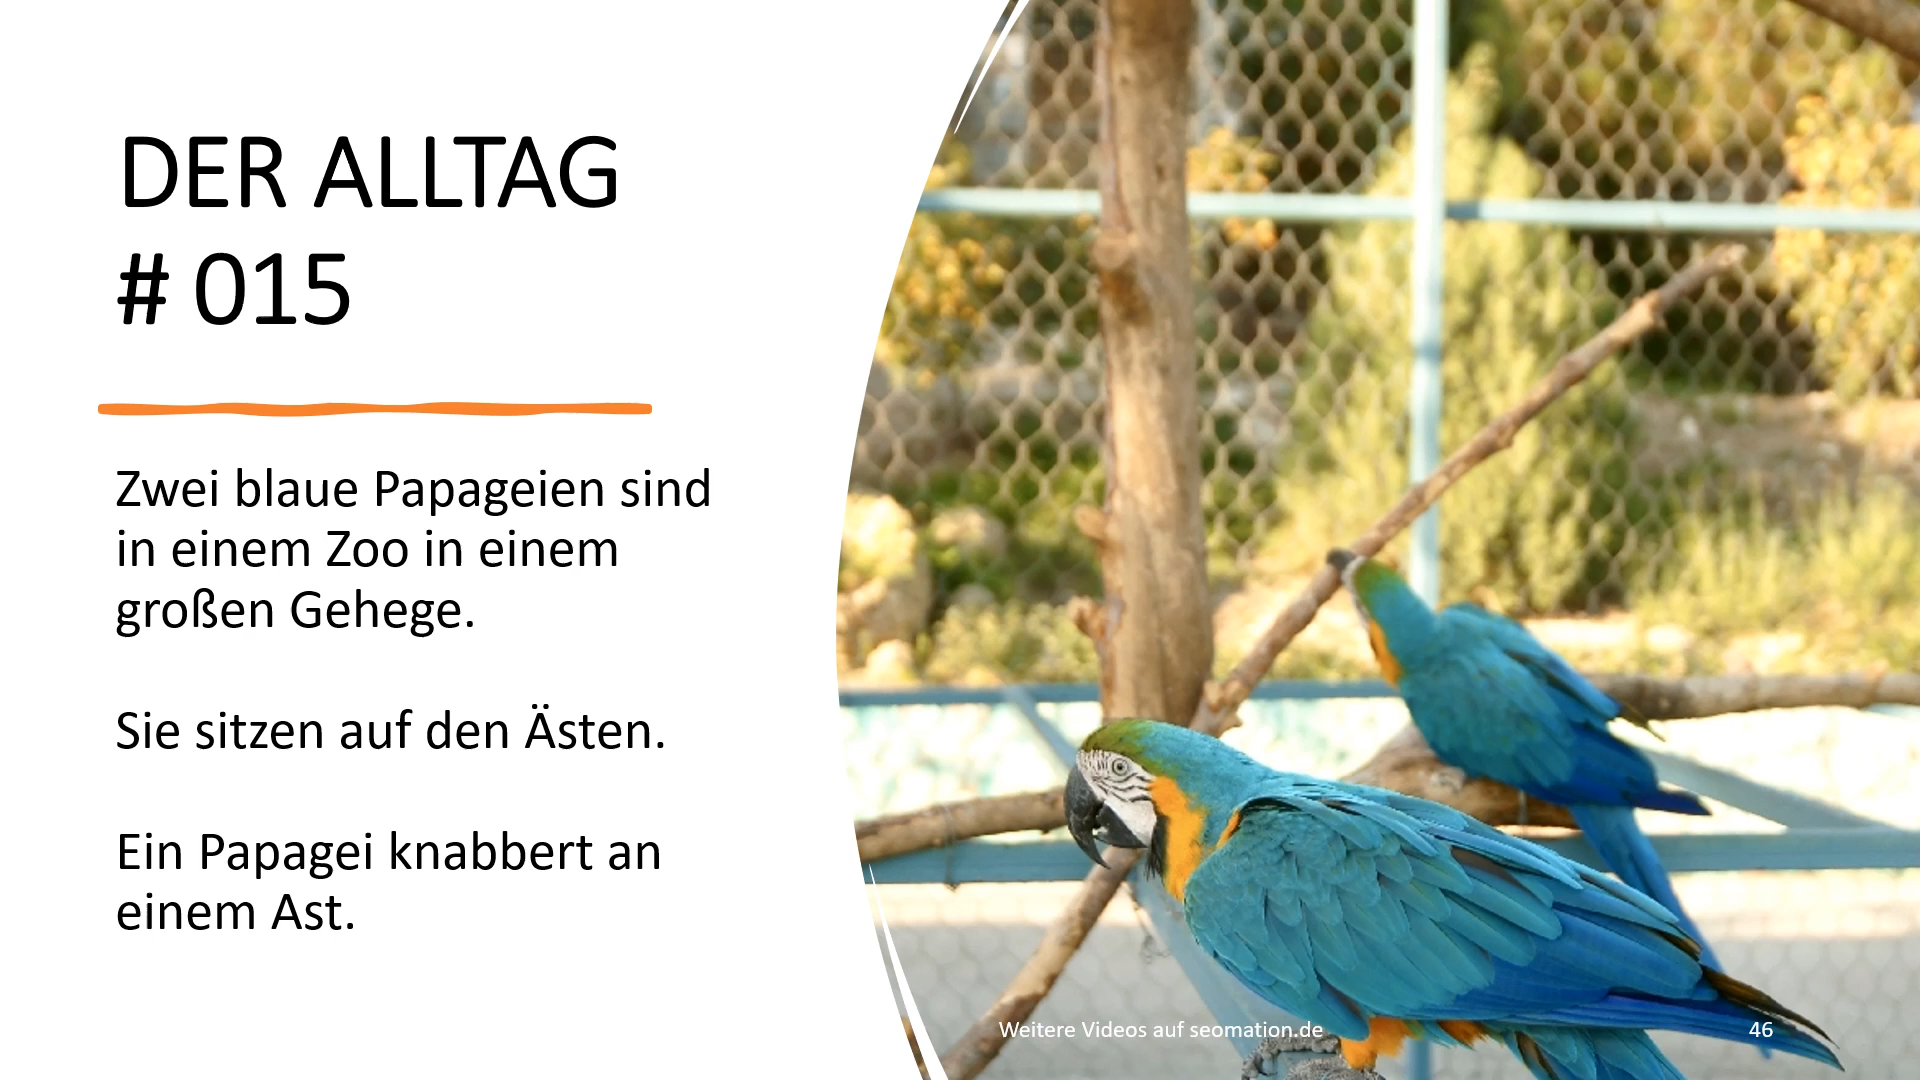 DER ALLTAG
# 015
Zwei blaue Papageien sind
in einem Zoo in einem
großen Gehege.
Sie sitzen auf den Ästen.
Ein Papagei knabbert an
einem Ast.
Weitere Videos auf seomation.de
46